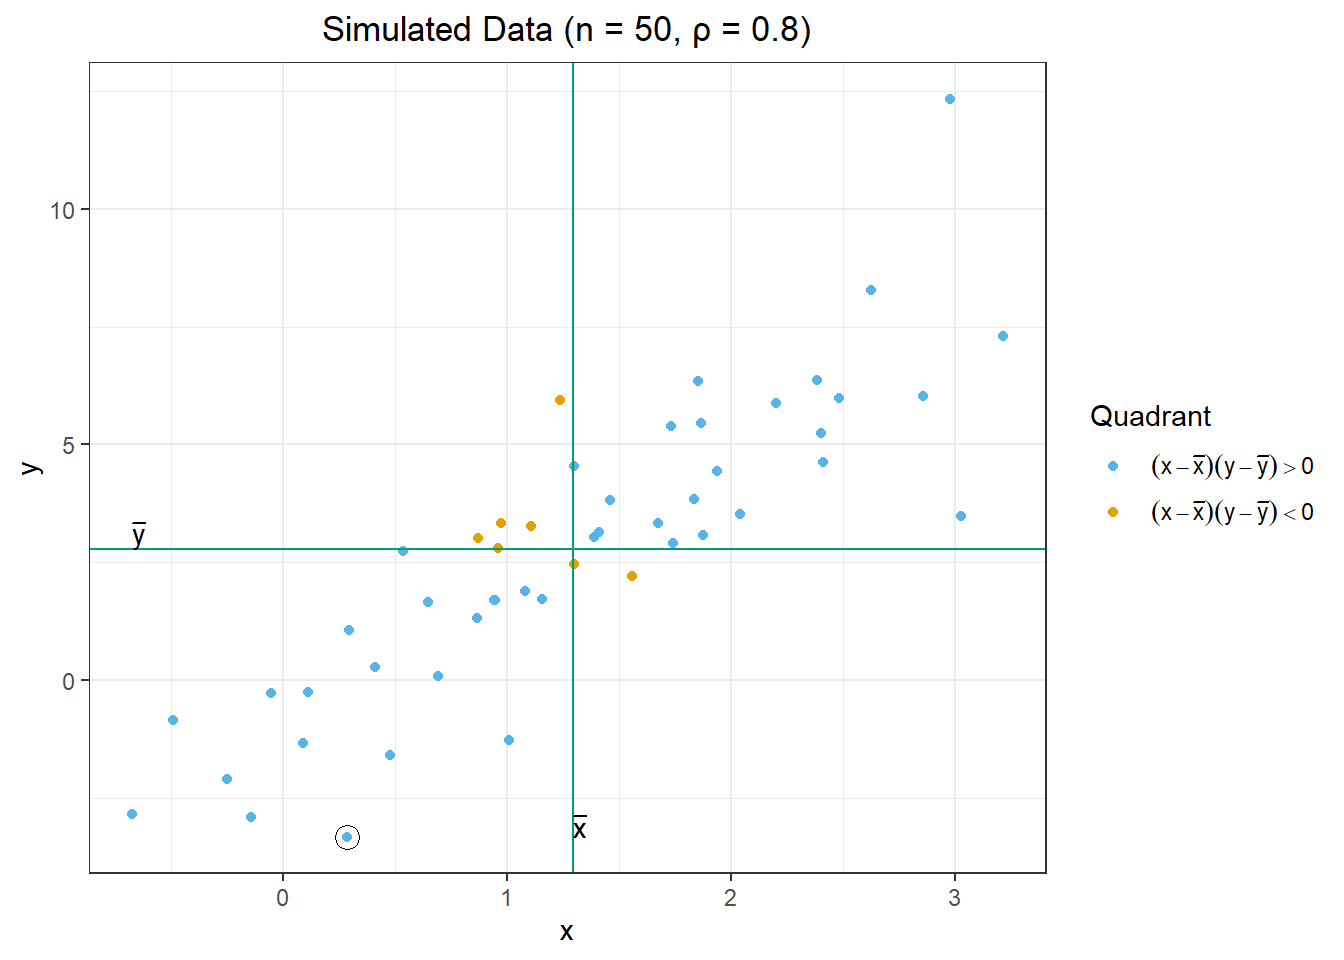 Simulated Data (n = 50, ρ = 0.8)
10
5
0
y
y̅
x̅
0 1 2 3
x
Quadrant
(x − x̅)(y − y̅) > 0
(x − x̅)(y − y̅) < 0